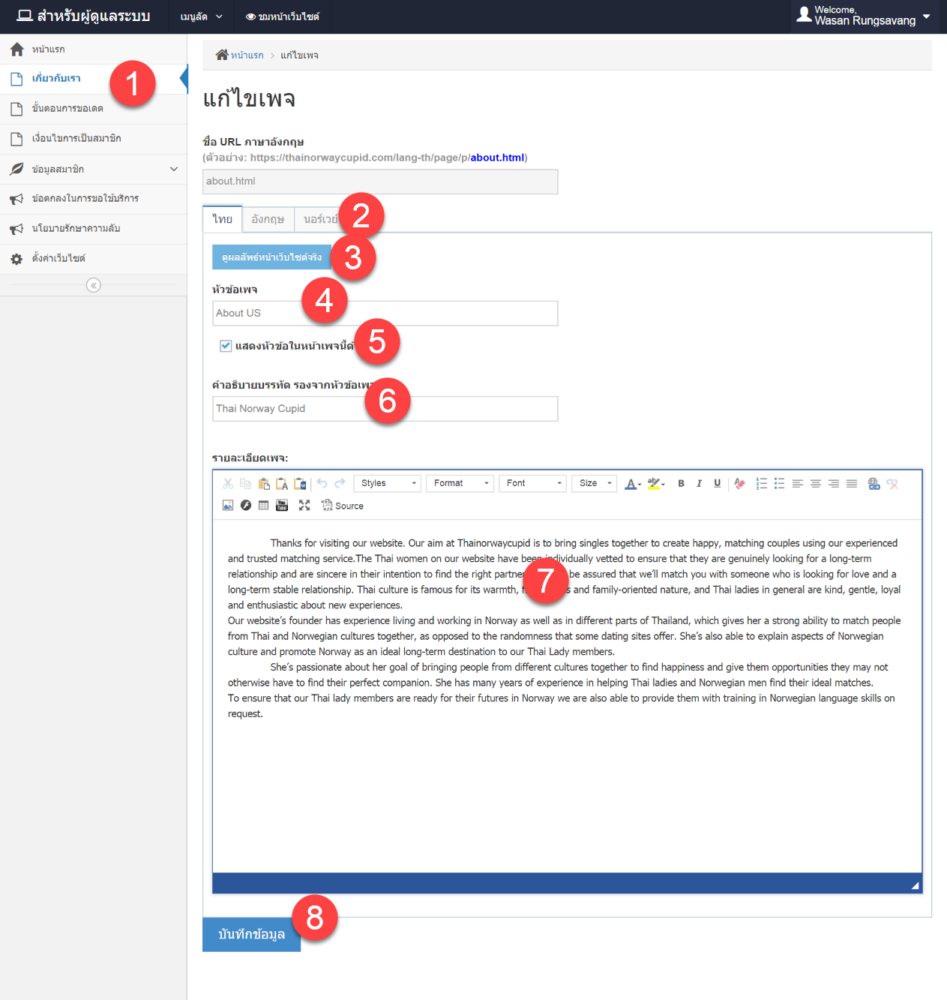 สำหรับผู้ดูแลระบบ เมนูลัด ชมหน้าเว็บไซต์ Welcome,
Wasan Rungsavang
หน้าแรก
เกี่ยวกับเรา
1
ขั้นตอนการขอเดต
เงื่อนไขการเป็นสมาชิก
ข้อมูลสมาชิก
ข้อตกลงในการขอใช้บริการ
นโยบายรักษาความลับ
ตั้งค่าเว็บไซต์
หน้าแรก > แก้ไขเพจ
แก้ไขเพจ
ชื่อ URL ภาษาอังกฤษ
(ตัวอย่าง: https://thainorwaycupid.com/lang-th/page/p/about.html)
about.html
ไทย อังกฤษ นอร์เวย์ 2
ดูผลลัพธ์หน้าเว็บไซต์จริง 3
หัวข้อเพจ 4
About US
แสดงหัวข้อในหน้าเพจนี้ 5
คำอธิบายบรรทัด รองจากหัวข้อเพจ 6
Thai Norway Cupid
รายละเอียดเพจ:
Styles Format Font Size A ab B I U
You Tube Source
Thanks for visiting our website. Our aim at Thainorwaycupid is to bring singles together to create happy, matching couples using our experienced
and trusted matching service.The Thai women on our website have been individually vetted to ensure that they are genuinely looking for a long-term
relationship and are sincere in their intention to find the right partner 7 be assured that we'll match you with someone who is looking for love and a
long-term stable relationship. Thai culture is famous for its warmth, and family-oriented nature, and Thai ladies in general are kind, gentle, loyal
and enthusiastic about new experiences.
Our website's founder has experience living and working in Norway as well as in different parts of Thailand, which gives her a strong ability to match people
from Thai and Norwegian cultures together, as opposed to the randomness that some dating sites offer. She's also able to explain aspects of Norwegian
culture and promote Norway as an ideal long-term destination to our Thai Lady members.
She's passionate about her goal of bringing people from different cultures together to find happiness and give them opportunities they may not
otherwise have to find their perfect companion. She has many years of experience in helping Thai ladies and Norwegian men find their ideal matches.
To ensure that our Thai lady members are ready for their futures in Norway we are also able to provide them with training in Norwegian language skills on
request.
8
บันทึกข้อมูล